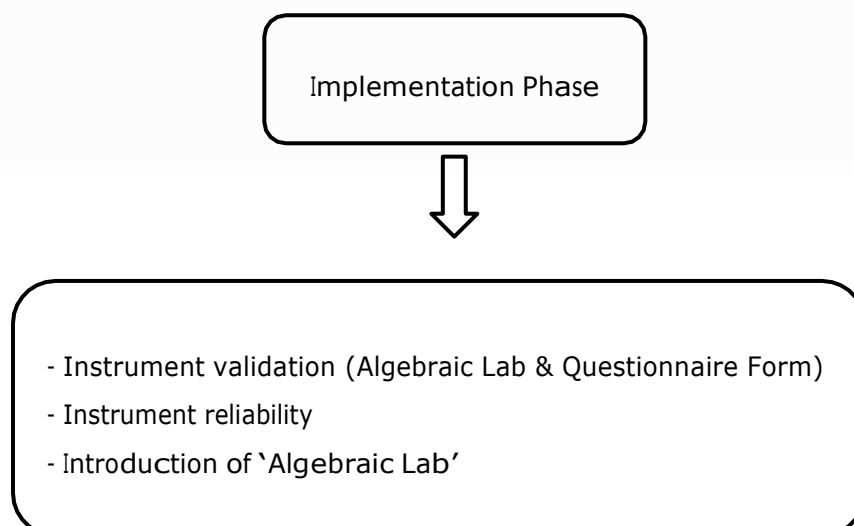 Implementation Phase
- Instrument validation (Algebraic Lab & Questionnaire Form)
- Instrument reliability
- Introduction of ‘Algebraic Lab’